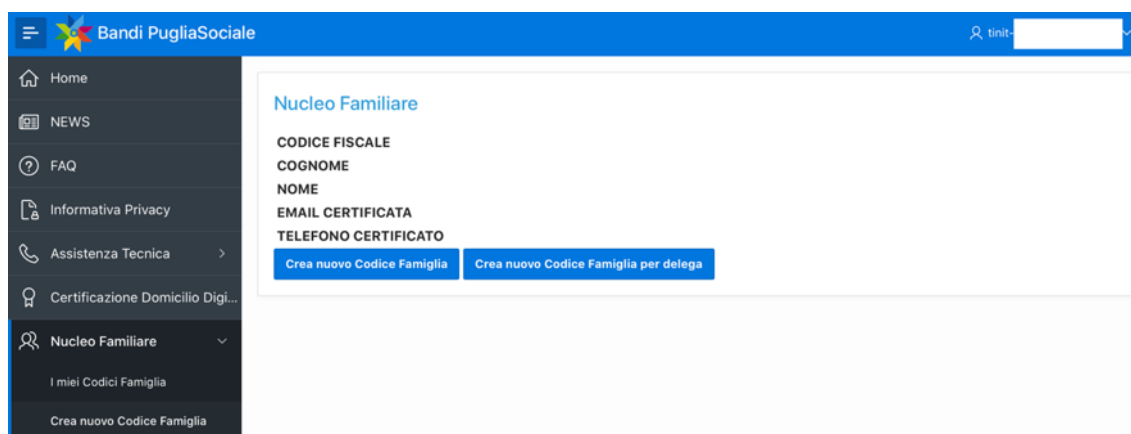 Bandi PugliaSociale
tinit-
Home
NEWS
FAQ
Informativa Privacy
Assistenza Tecnica
Certificazione Domicilio Digi...
Nucleo Familiare
I miei Codici Famiglia
Crea nuovo Codice Famiglia
Nucleo Familiare
CODICE FISCALE
COGNOME
NOME
EMAIL CERTIFICATA
TELEFONO CERTIFICATO
Crea nuovo Codice Famiglia
Crea nuovo Codice Famiglia per delega